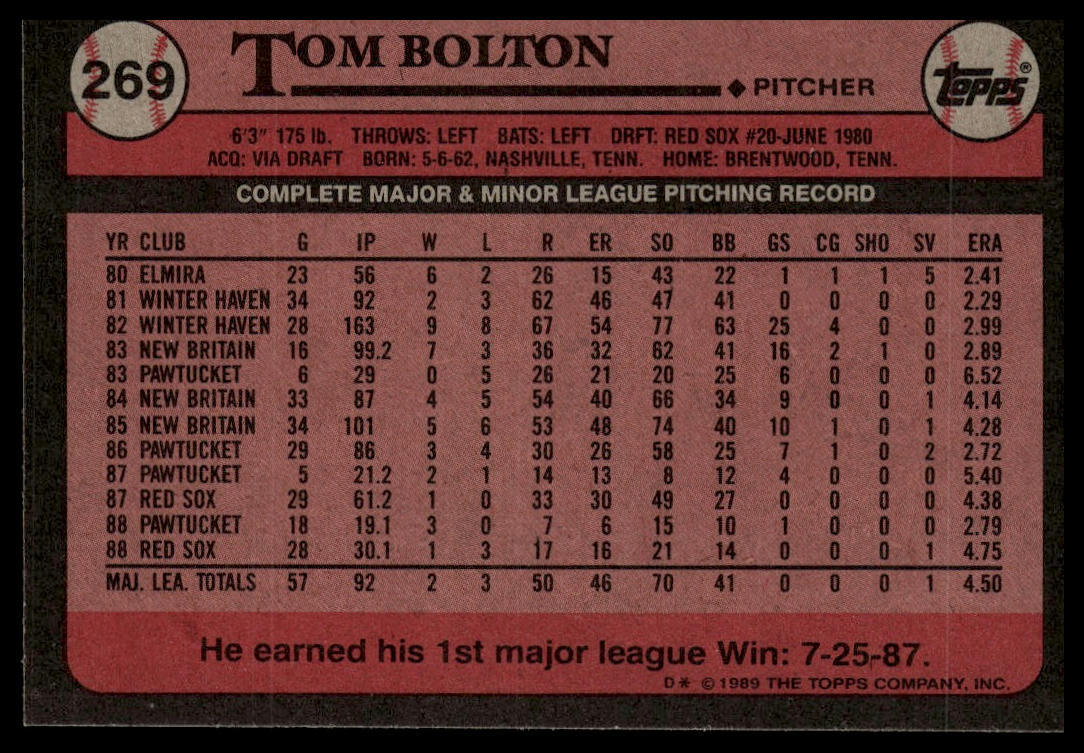 269 TOM BOLTON
◆ PITCHER
TOPPS®
6'3" 175 lb. THROWS: LEFT BATS: LEFT DRFT: RED SOX #20-JUNE 1980
ACQ: VIA DRAFT BORN: 5-6-62, NASHVILLE, TENN. HOME: BRENTWOOD, TENN.
COMPLETE MAJOR & MINOR LEAGUE PITCHING RECORD
YR CLUB G IP W L R ER SO BB GS CG SHO SV ERA
80 ELMIRA 23 56 6 2 26 15 43 22 1 1 1 5 2.41
81 WINTER HAVEN 34 92 2 3 62 46 47 41 0 0 0 0 2.29
82 WINTER HAVEN 28 163 9 8 67 54 77 63 25 4 0 0 2.99
83 NEW BRITAIN 16 99.2 7 3 36 32 62 41 16 2 1 0 2.89
83 PAWTUCKET 6 29 0 5 26 21 20 25 6 0 0 0 6.52
84 NEW BRITAIN 33 87 4 5 54 40 66 34 9 0 0 1 4.14
85 NEW BRITAIN 34 101 5 6 53 48 74 40 10 1 0 1 4.28
86 PAWTUCKET 29 86 3 4 30 26 58 25 7 1 0 2 2.72
87 PAWTUCKET 5 21.2 2 1 14 13 8 12 4 0 0 0 5.40
87 RED SOX 29 61.2 1 0 33 30 49 27 0 0 0 0 4.38
88 PAWTUCKET 18 19.1 3 0 7 6 15 10 1 0 0 0 2.79
88 RED SOX 28 30.1 1 3 17 16 21 14 0 0 0 1 4.75
MAJ. LEA. TOTALS 57 92 2 3 50 46 70 41 0 0 0 1 4.50
He earned his 1st major league Win: 7-25-87.
D* ©1989 THE TOPPS COMPANY, INC.